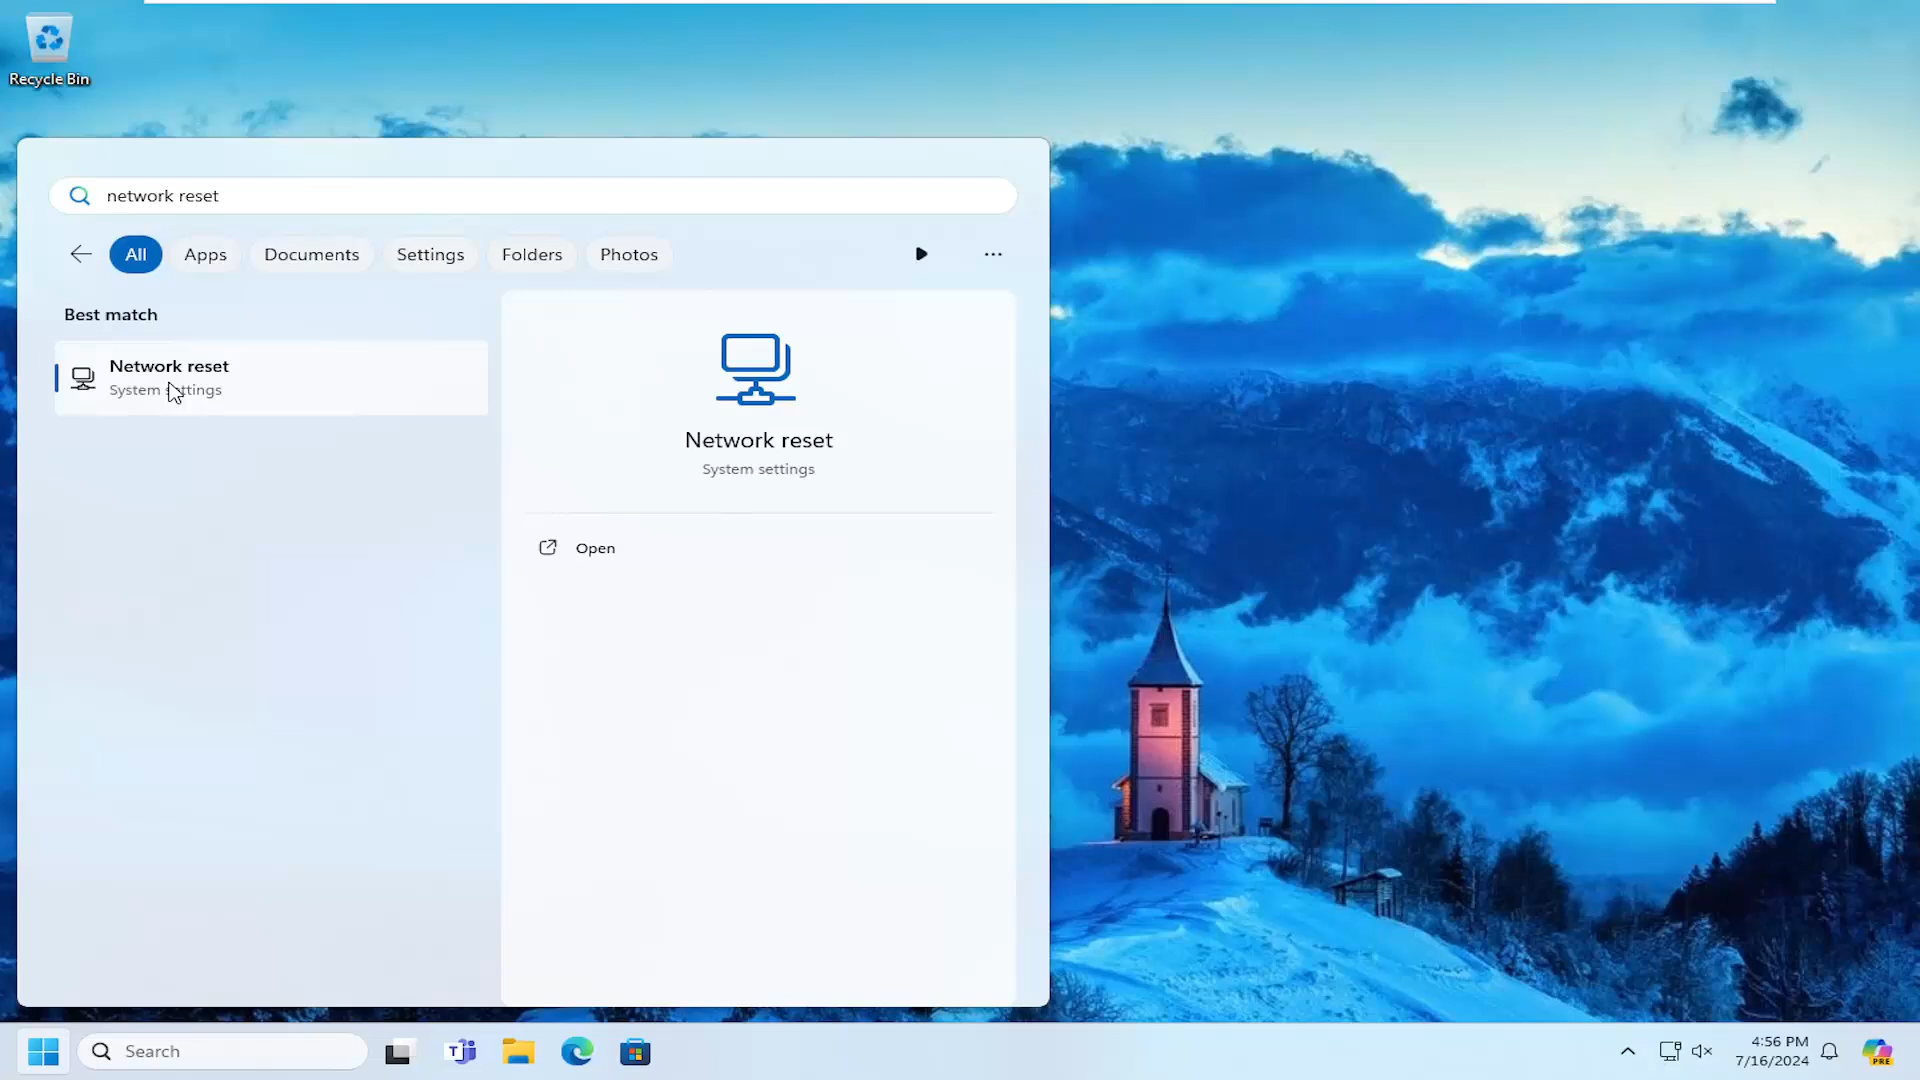 Recycle Bin
network reset
All
Apps
Documents
Settings
Folders
Photos
Best match
Network reset
System settings
Network reset
System settings
Open
Search
T
4:56 PM
7/16/2024
PRE